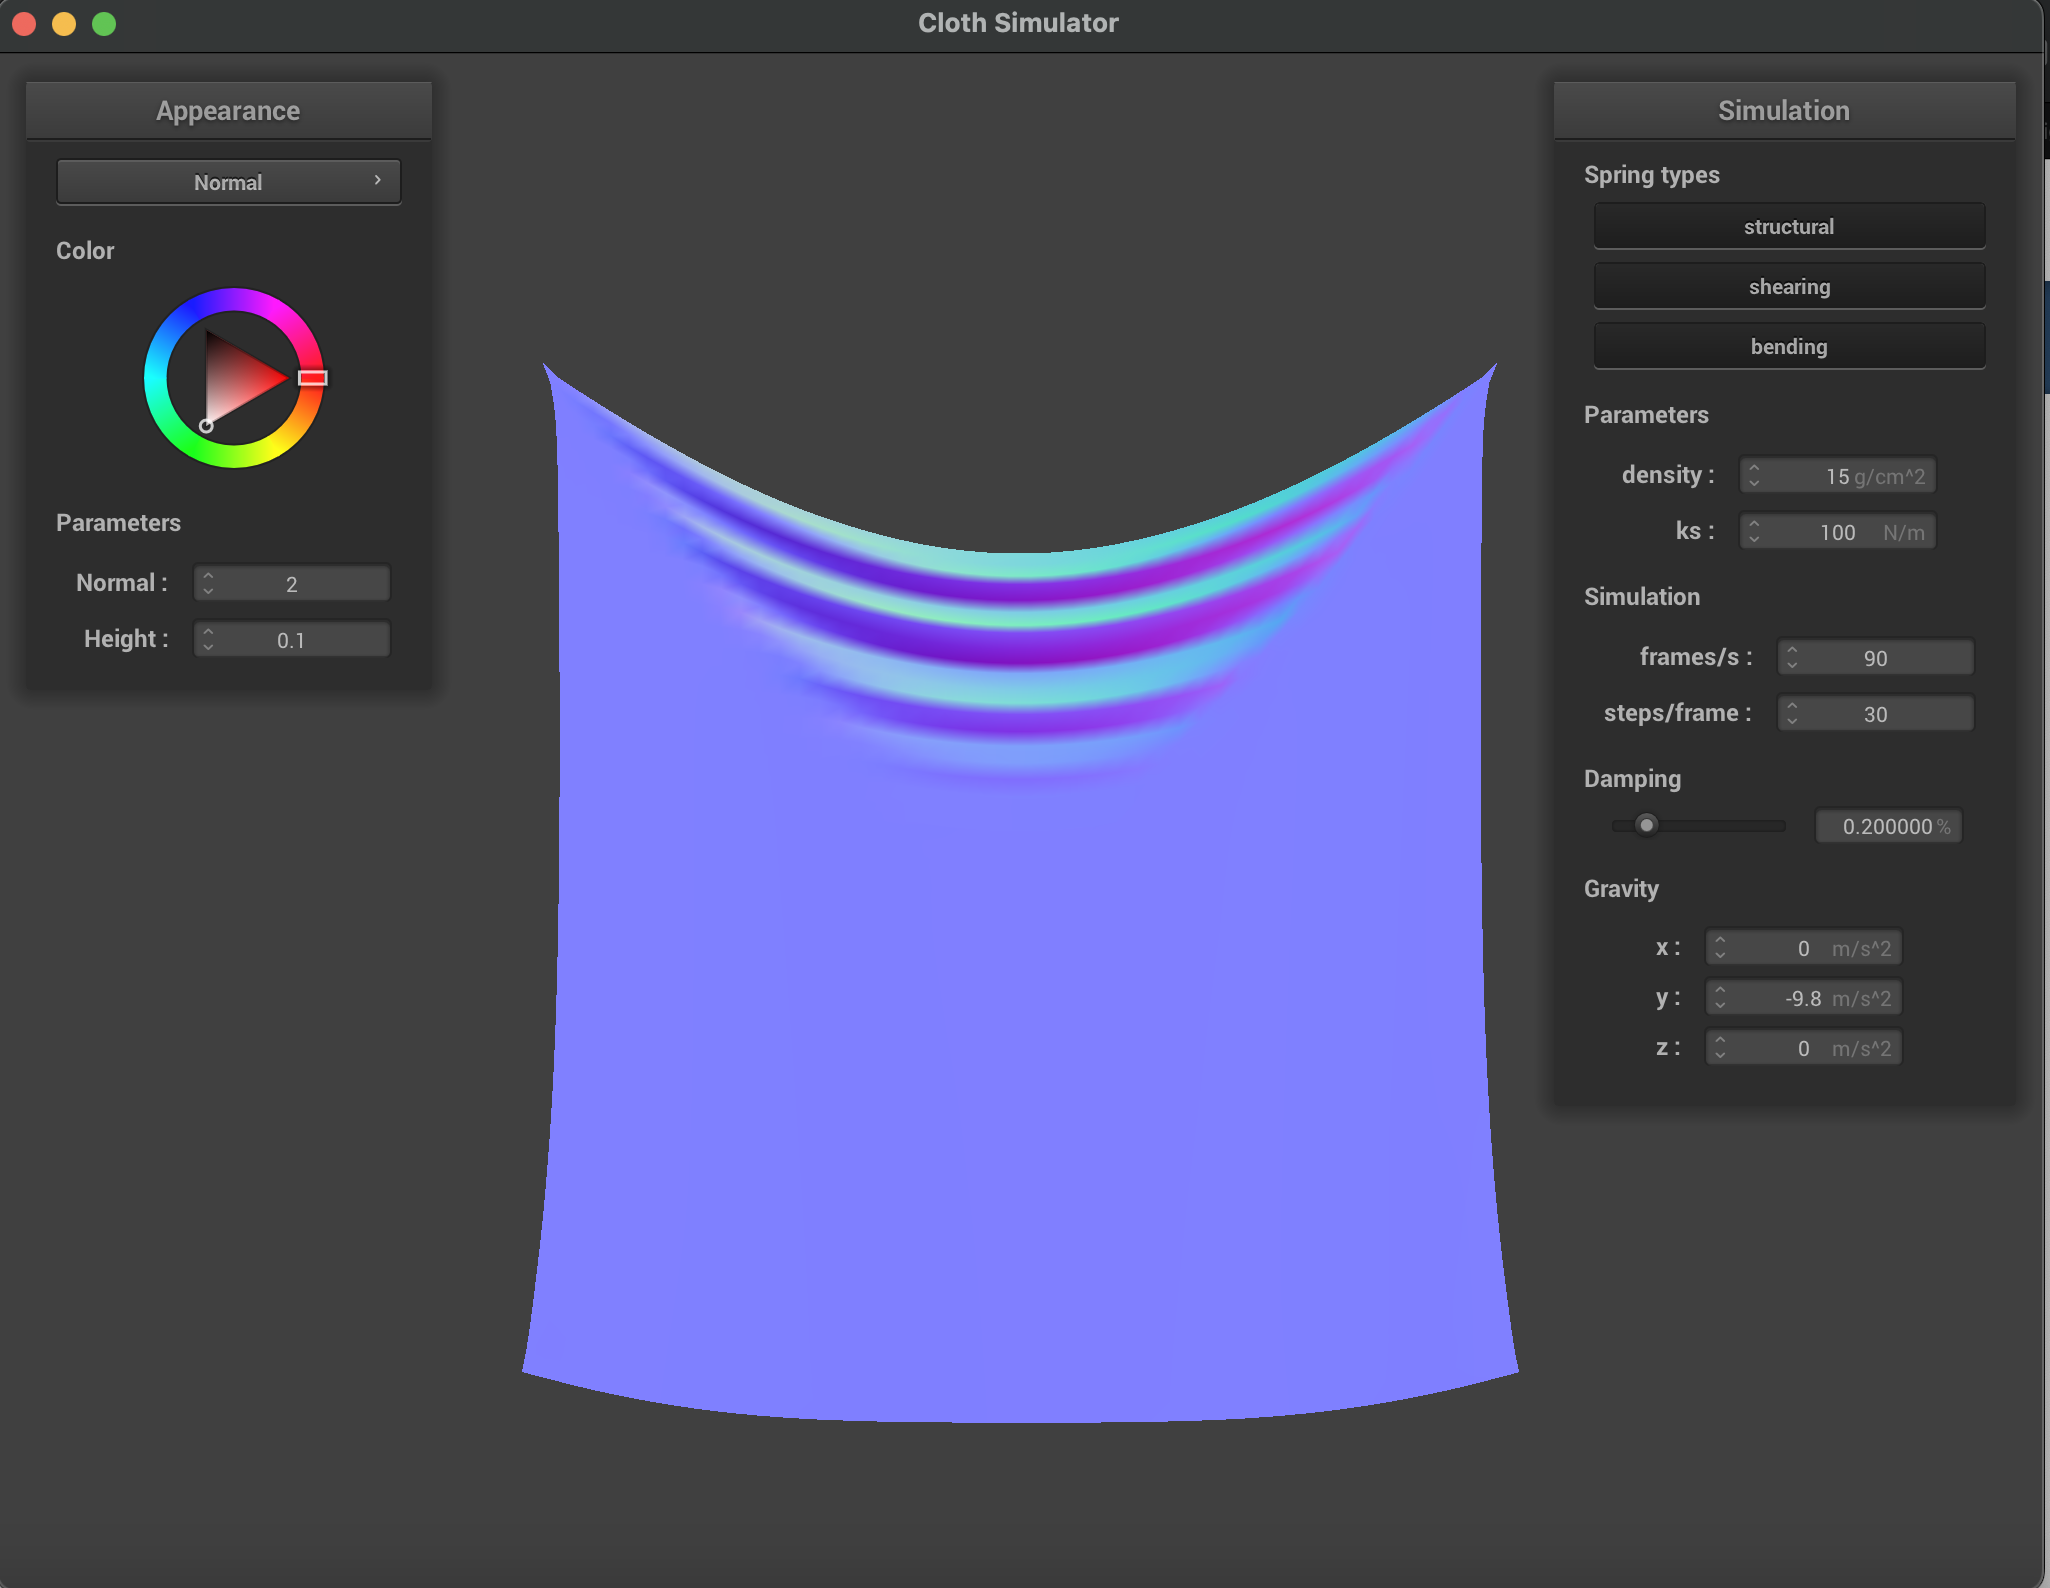 Cloth Simulator
Appearance
Normal
Color
Parameters
Normal : 2
Height : 0.1
Simulation
Spring types
structural
shearing
bending
Parameters
density : 15 g/cm^2
ks : 100 N/m
Simulation
frames/s : 90
steps/frame : 30
Damping
0.200000 %
Gravity
x : 0 m/s^2
y : -9.8 m/s^2
z : 0 m/s^2